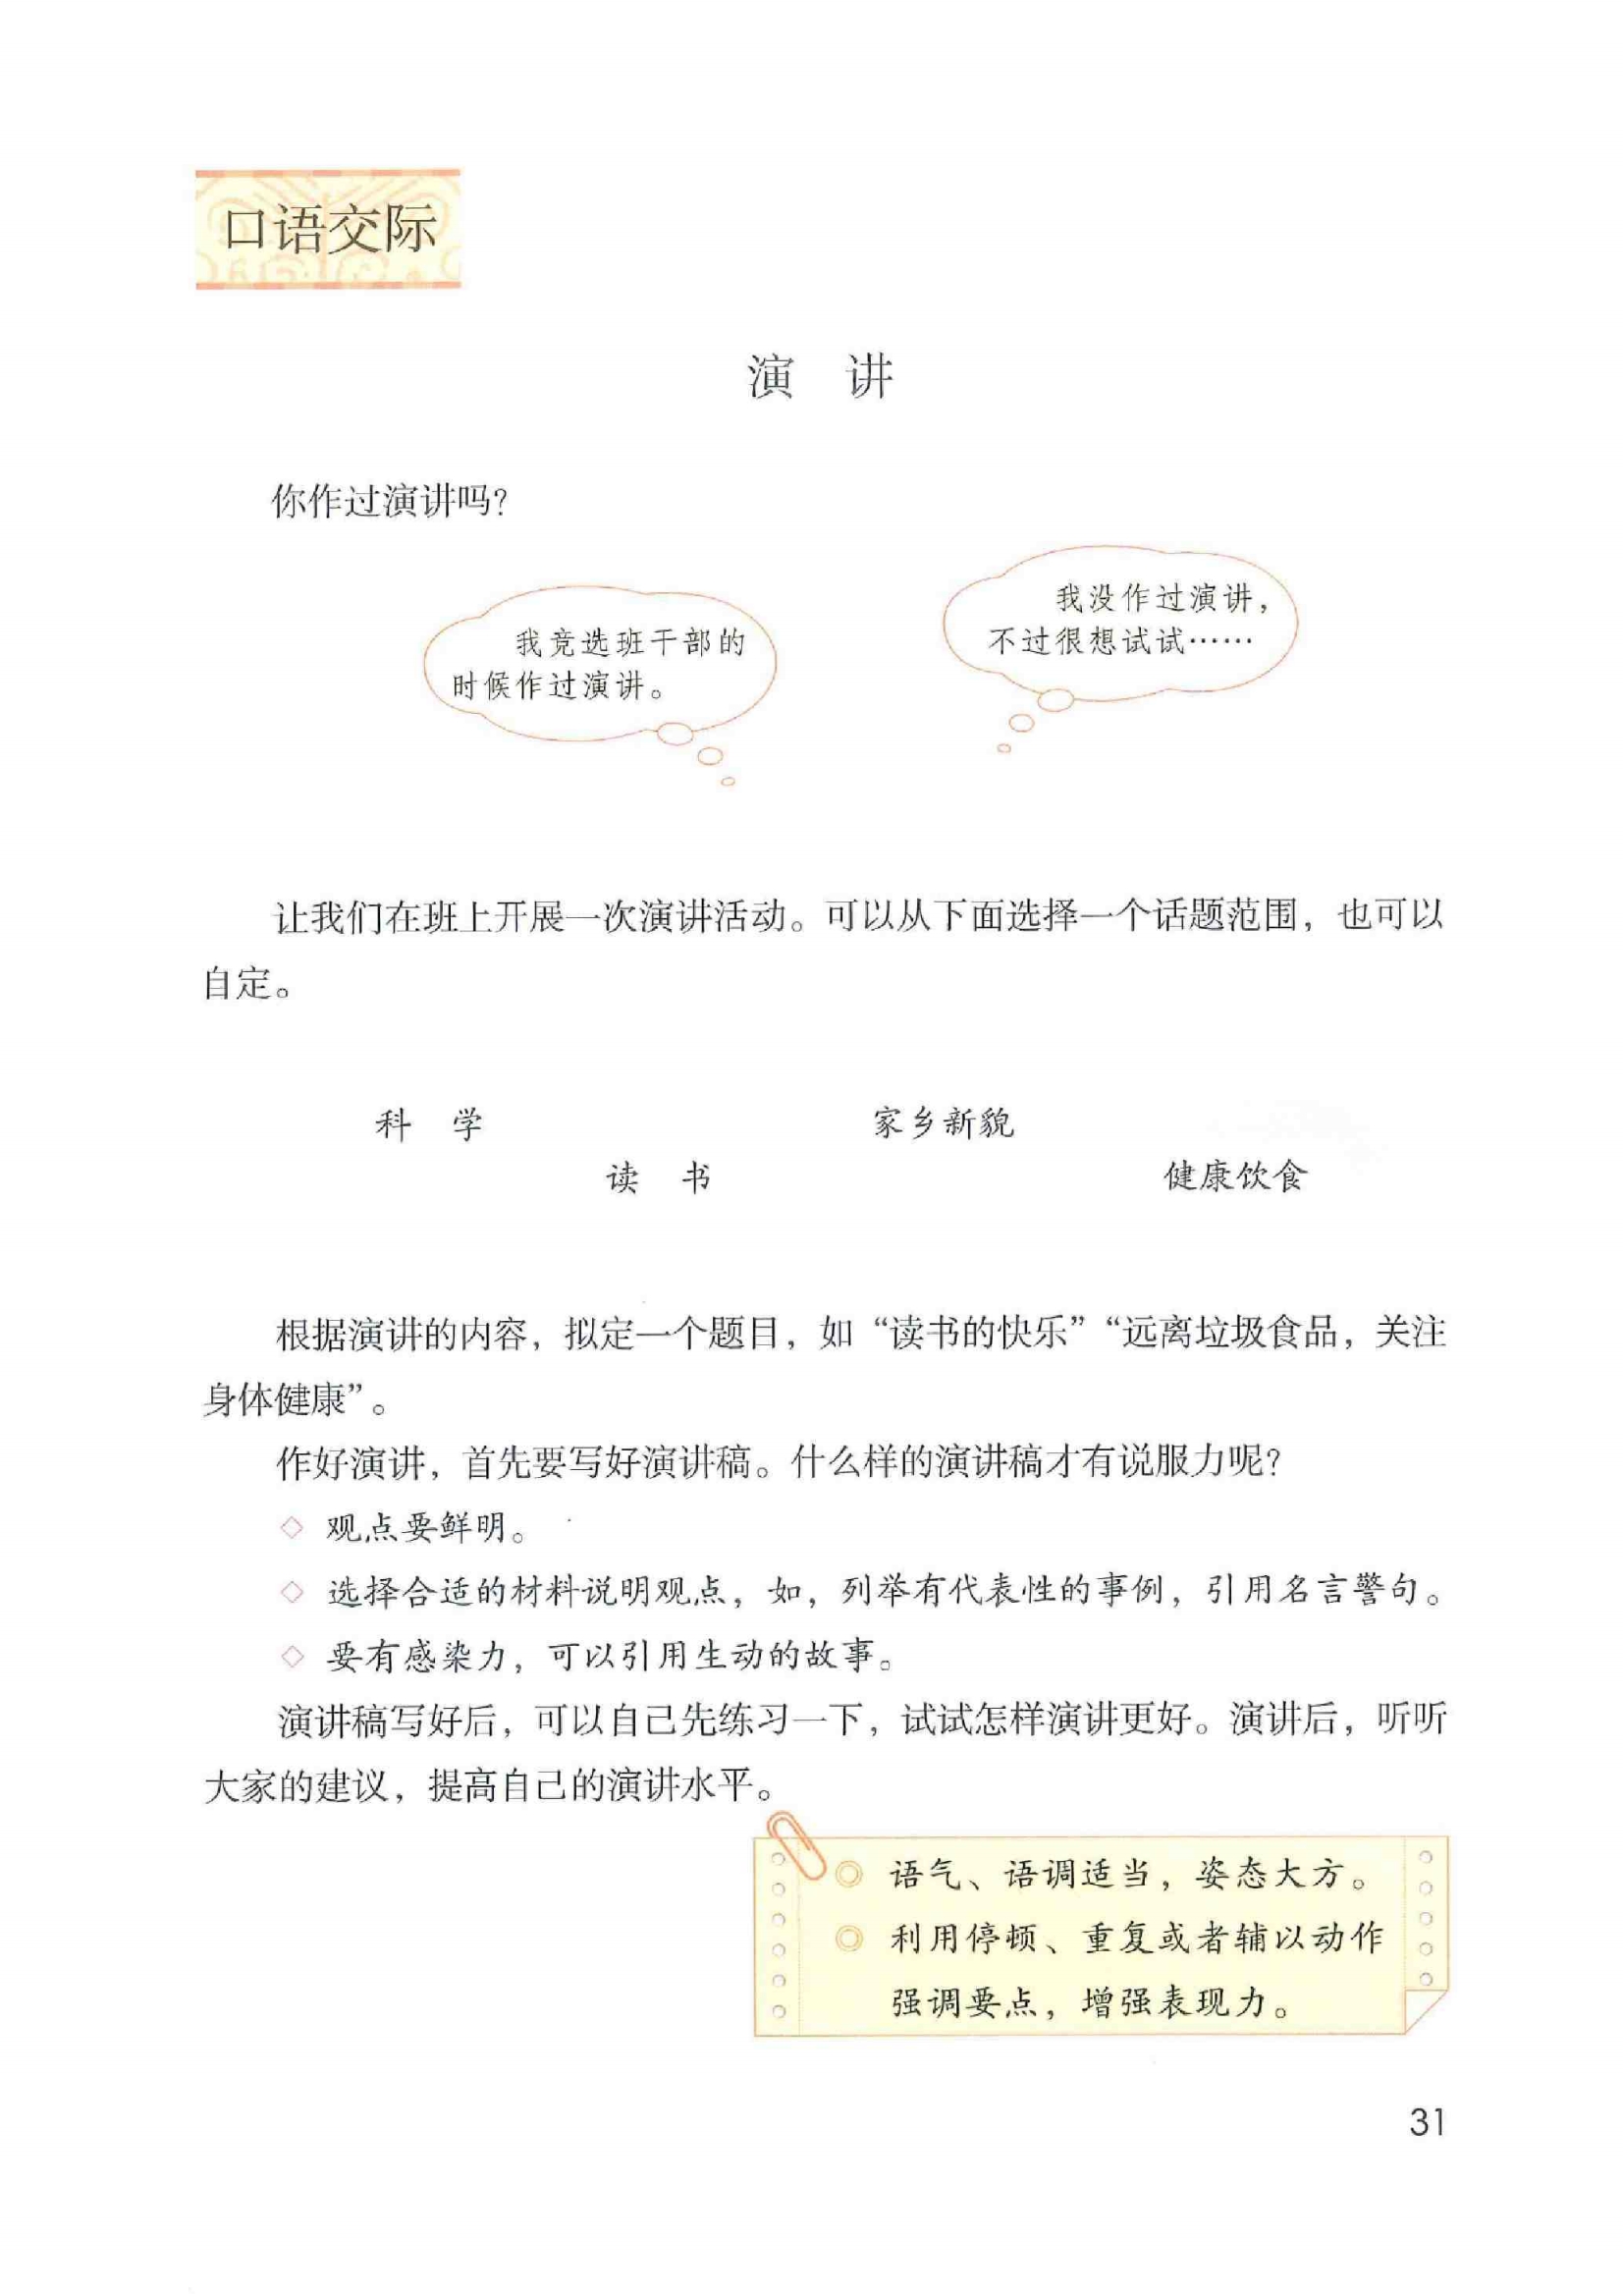 口语交际
演 讲
你作过演讲吗？
我竞选班干部的
时候作过演讲。
我没作过演讲，
不过很想试试……
让我们在班上开展一次演讲活动。可以从下面选择一个话题范围，也可以
自定。
科 学
家乡新貌
读 书
健康饮食
根据演讲的内容，拟定一个题目，如“读书的快乐”“远离垃圾食品，关注
身体健康”。
作好演讲，首先要写好演讲稿。什么样的演讲稿才有说服力呢？
◇ 观点要鲜明。
◇ 选择合适的材料说明观点，如，列举有代表性的事例，引用名言警句。
◇ 要有感染力，可以引用生动的故事。
演讲稿写好后，可以自己先练习一下，试试怎样演讲更好。演讲后，听听
大家的建议，提高自己的演讲水平。
◎ 语气、语调适当，姿态大方。
◎ 利用停顿、重复或者辅以动作
强调要点，增强表现力。
31